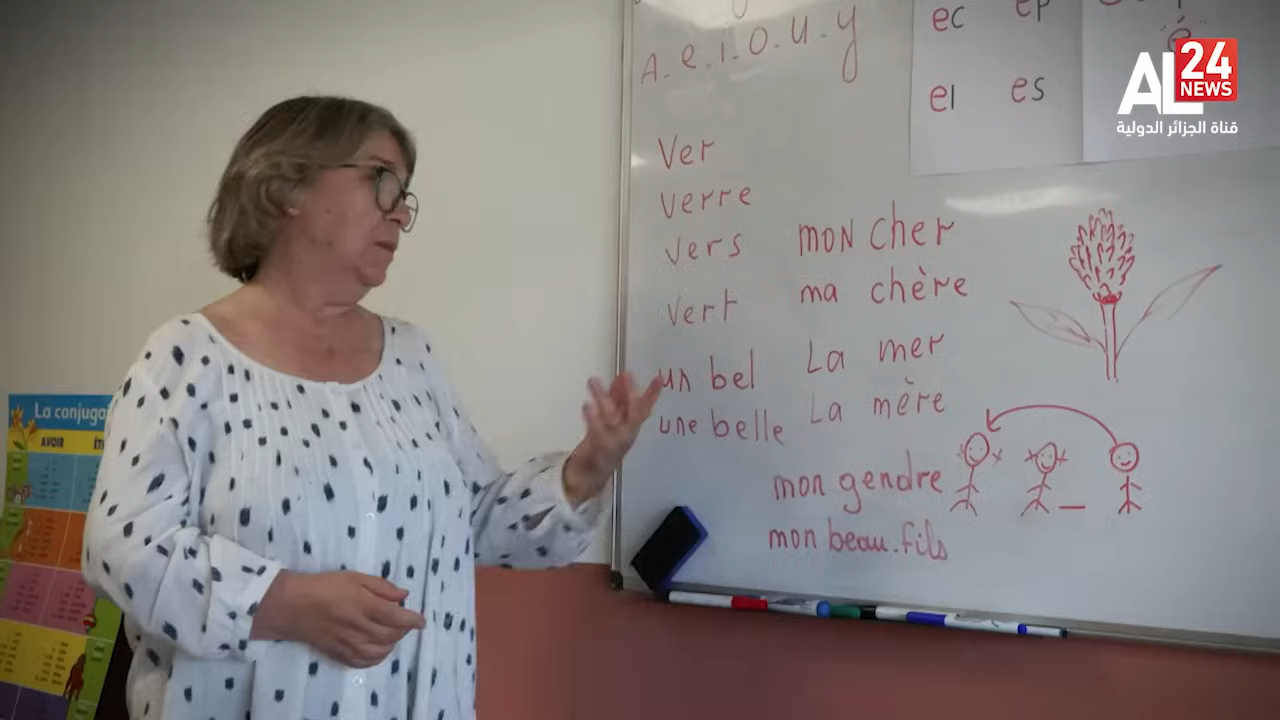 A.e.i.o.u.y
ec ep
é
el es
AL 24 NEWS
قناة الجزائر الدولية
Ver
verre
vers
vert
un bel
une belle
mon cher
ma chère
La mer
La mère
mon gendre
mon beau.fils
La conjuga
AVOIR